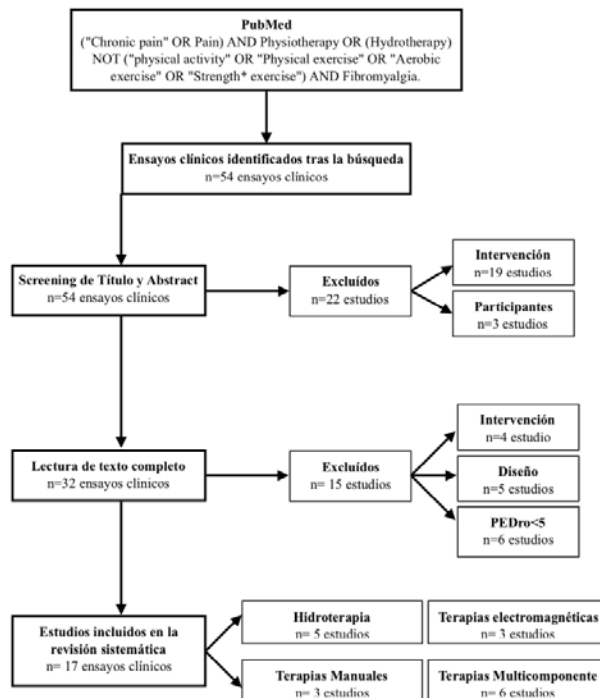 PubMed
("Chronic pain" OR Pain) AND Physiotherapy OR (Hydrotherapy)
NOT ("physical activity" OR "Physical exercise" OR "Aerobic
exercise" OR "Strength* exercise") AND Fibromyalgia.
Ensayos clínicos identificados tras la búsqueda
n=54 ensayos clínicos
Screening de Título y Abstract
n=54 ensayos clínicos
Excluídos
n=22 estudios
Intervención
n=19 estudios
Participantes
n=3 estudios
Lectura de texto completo
n=32 ensayos clínicos
Excluídos
n= 15 estudios
Intervención
n=4 estudio
Diseño
n=5 estudios
PEDro<5
n=6 estudios
Estudios incluidos en la
revisión sistemática
n= 17 ensayos clínicos
Hidroterapia
n= 5 estudios
Terapias electromagnéticas
n= 3 estudios
Terapias Manuales
n= 3 estudios
Terapias Multicomponente
n= 6 estudios